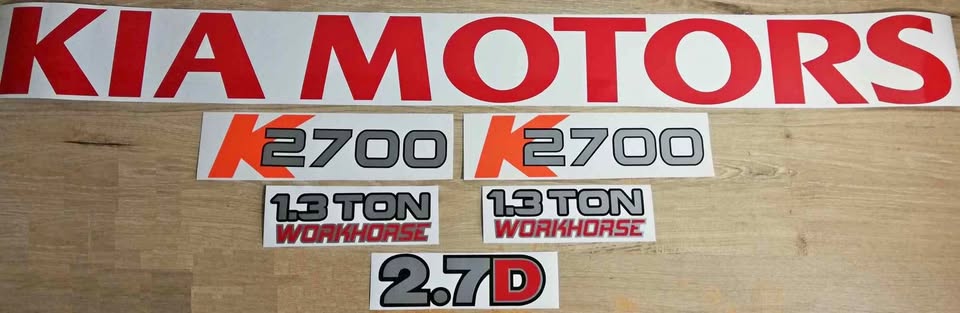 KIA MOTORS
K2700 K2700
1.3 TON 1.3 TON
WORKHORSE WORKHORSE
2.7D